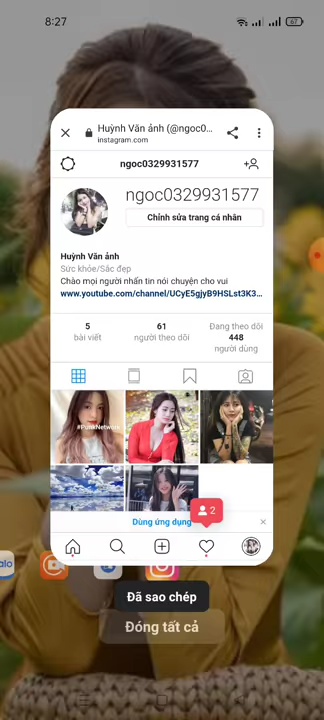 8:27
67
Huỳnh Văn ảnh (@ngoc0...
instagram.com
ngoc0329931577
ngoc0329931577
Chỉnh sửa trang cá nhân
Huỳnh Văn ảnh
Sức khỏe/Sắc đẹp
Chào mọi người nhắn tin nói chuyện cho vui
www.youtube.com/channel/UCyE5gjyB9HSLst3K3...
5
bài viết
61
người theo dõi
Đang theo dõi
448
người dùng
#PunkNetwork
Dùng ứng dụng
2
alo
Đã sao chép
Đóng tất cả